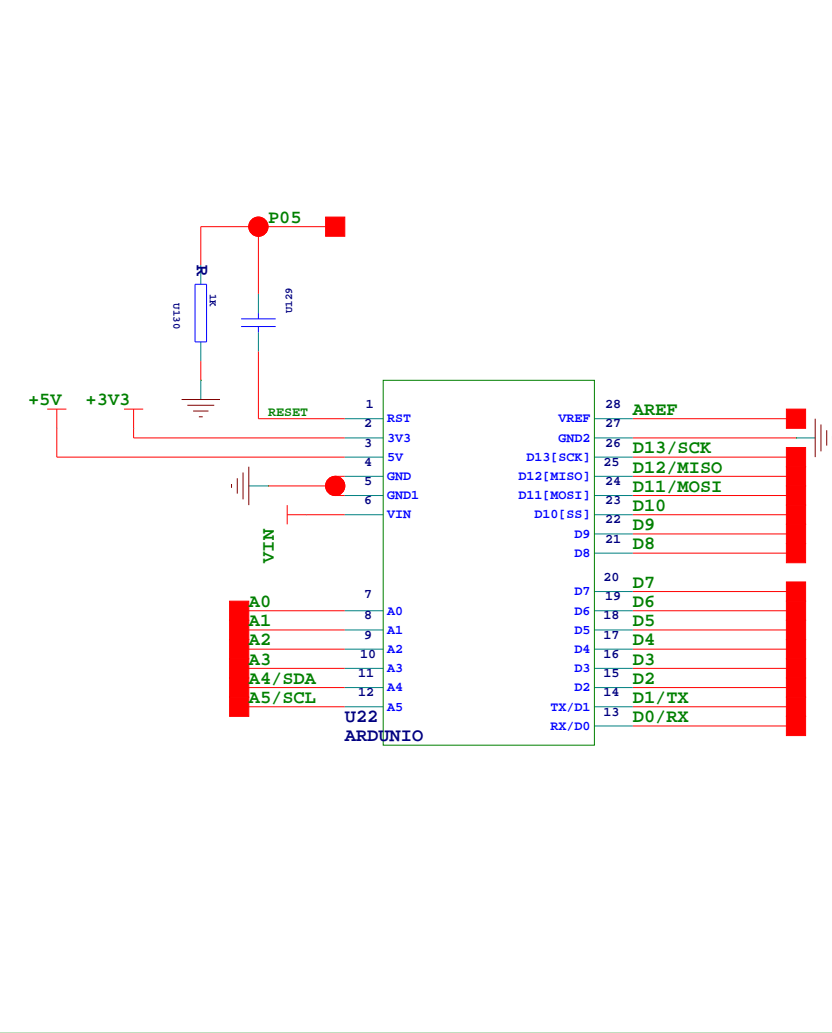 P05
R
1K
U130
U129
+5V
+3V3
RESET
VIN
1
2
3
4
5
6
7
8
9
10
11
12
RST
3V3
5V
GND
GND1
VIN
A0
A1
A2
A3
A4
A5
A0
A1
A2
A3
A4/SDA
A5/SCL
U22
ARDUNIO
VREF
GND2
D13[SCK]
D12[MISO]
D11[MOSI]
D10[SS]
D9
D8
D7
D6
D5
D4
D3
D2
TX/D1
RX/D0
28
27
26
25
24
23
22
21
20
19
18
17
16
15
14
13
AREF
D13/SCK
D12/MISO
D11/MOSI
D10
D9
D8
D7
D6
D5
D4
D3
D2
D1/TX
D0/RX